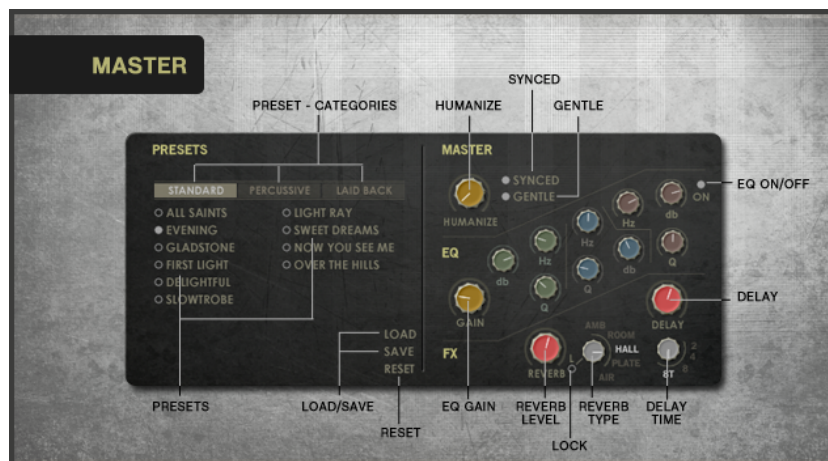 MASTER
SYNCED
PRESET - CATEGORIES
HUMANIZE
GENTLE
PRESETS
MASTER
STANDARD
PERCUSSIVE
LAID BACK
SYNCED
GENTLE
HUMANIZE
ON
EQ ON/OFF
ALL SAINTS
LIGHT RAY
EVENING
SWEET DREAMS
GLADSTONE
NOW YOU SEE ME
FIRST LIGHT
OVER THE HILLS
DELIGHTFUL
SLOWTROBE
EQ
db
Hz
Q
Hz
Q
Hz
db
db
Q
GAIN
DELAY
DELAY
LOAD
SAVE
RESET
FX
REVERB
L
AMB
ROOM
HALL
PLATE
AIR
2
4
8
8T
PRESETS
LOAD/SAVE
RESET
EQ GAIN
REVERB
LEVEL
LOCK
REVERB
TYPE
DELAY
TIME